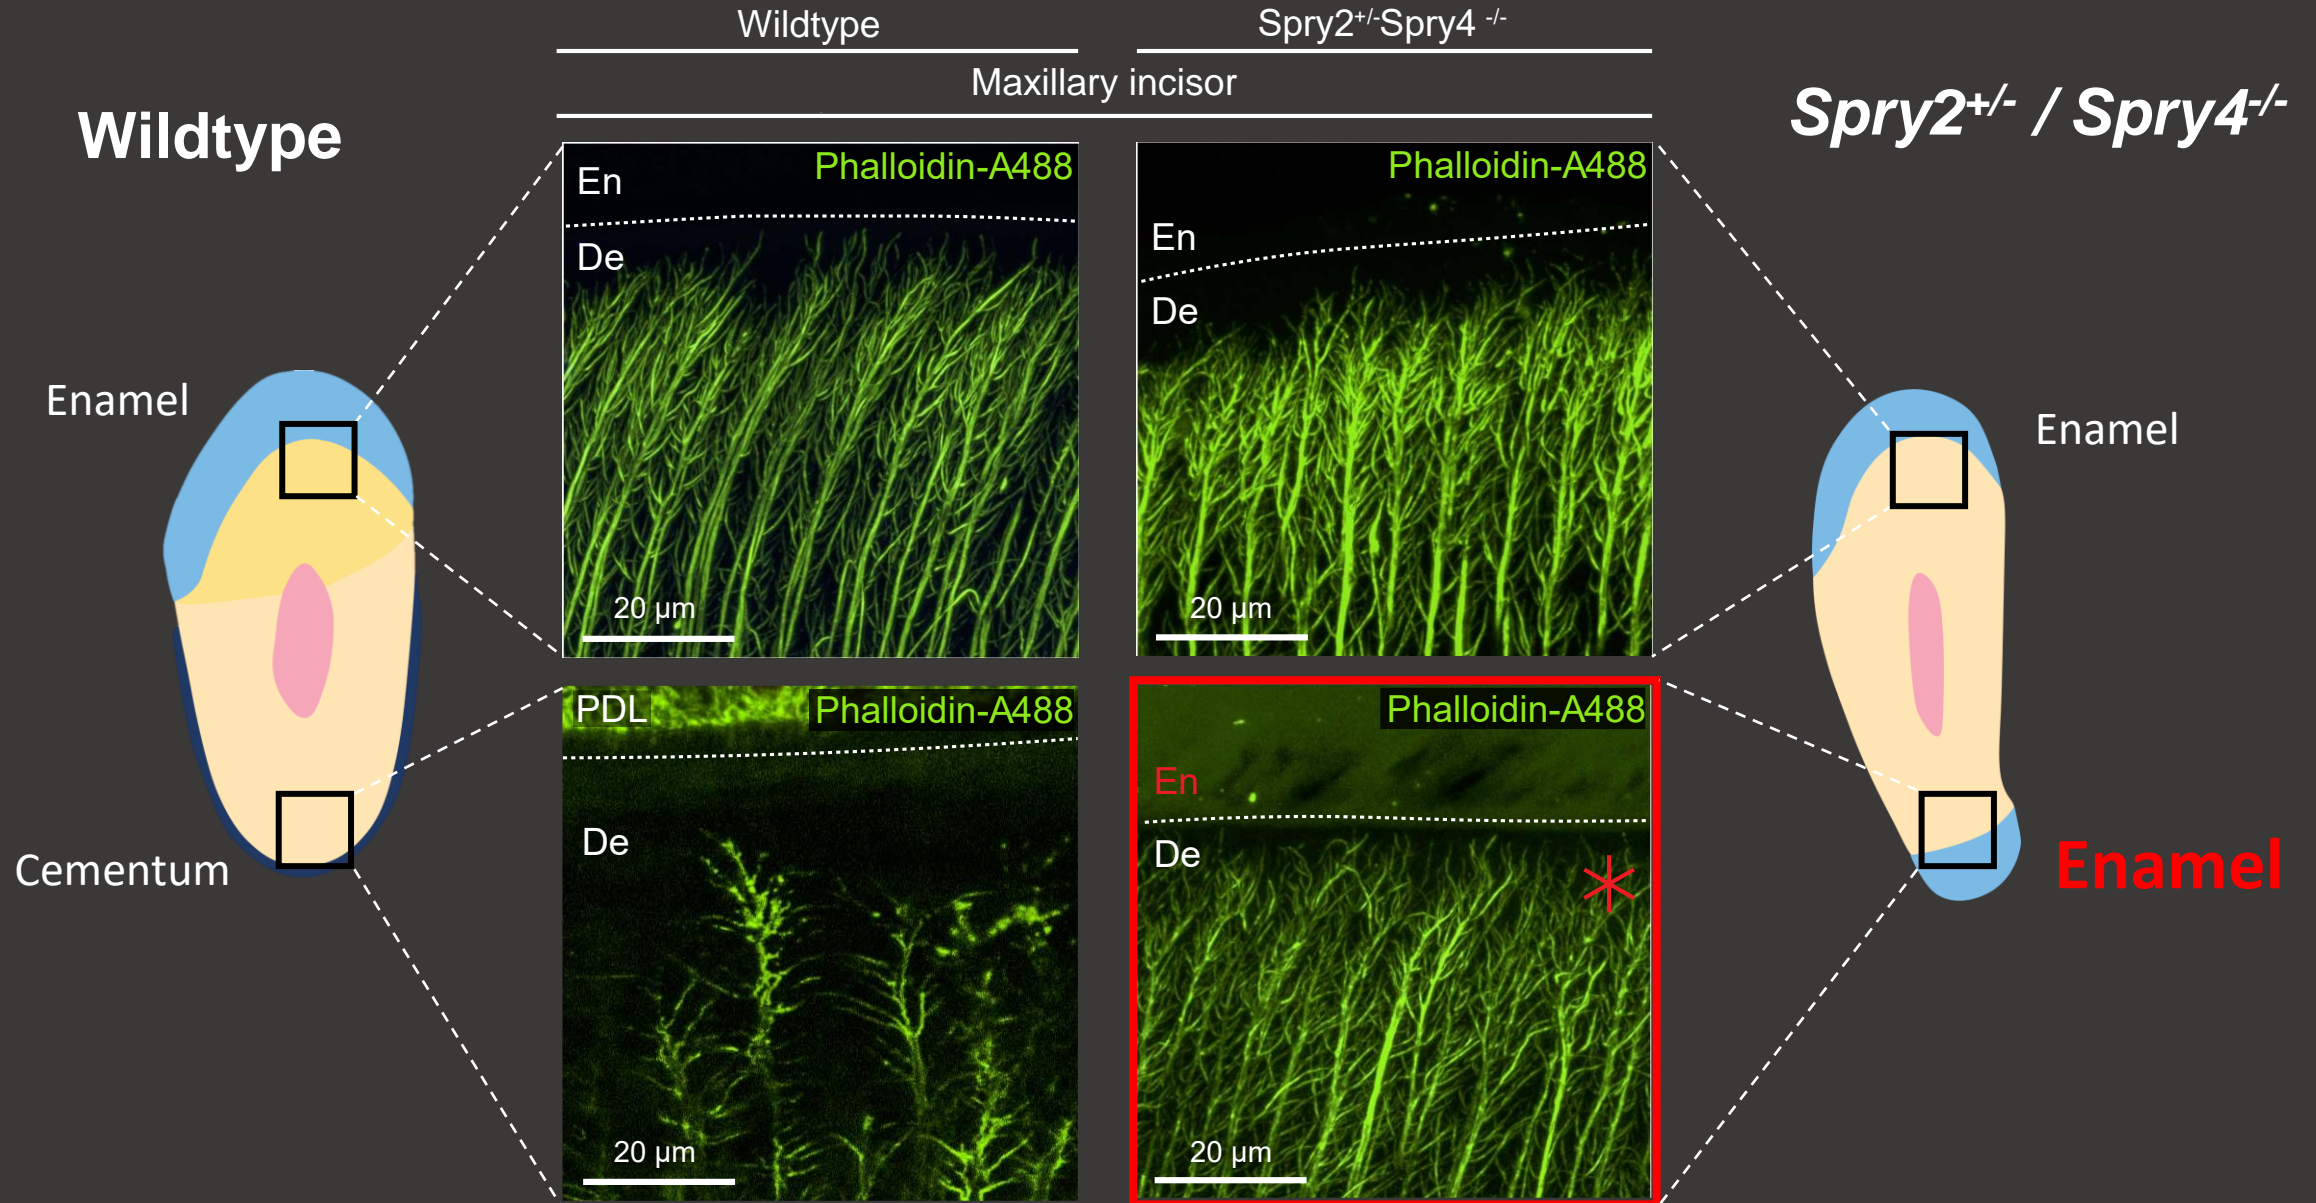 Wildtype
Spry2+/-Spry4 -/-
Maxillary incisor
Wildtype
Spry2+/- / Spry4-/-
Phalloidin-A488
En
De
20 µm
Phalloidin-A488
En
De
20 µm
Enamel
Enamel
PDL
Phalloidin-A488
De
20 µm
Phalloidin-A488
En
De
20 µm
Cementum
Enamel